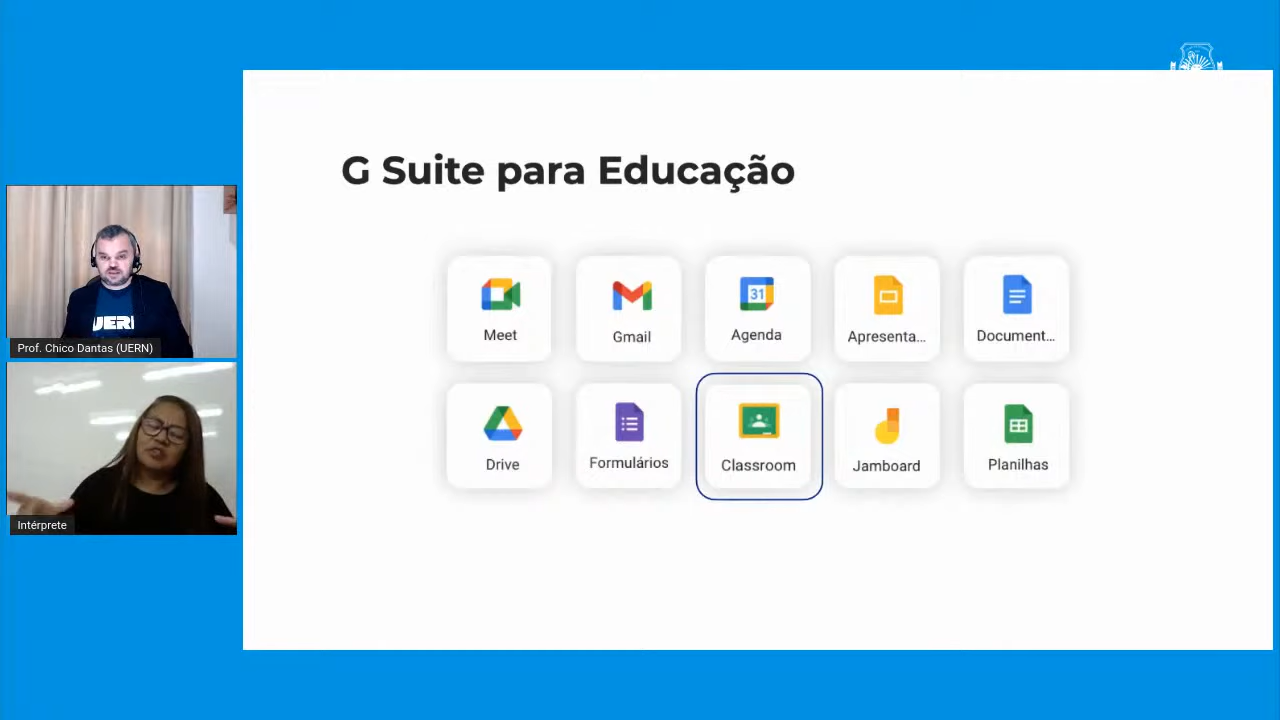 G Suite para Educação
Meet
Gmail
31
Agenda
Apresenta...
Document...
Drive
Formulários
Classroom
Jamboard
Planilhas
UERN
Prof. Chico Dantas (UERN)
Intérprete